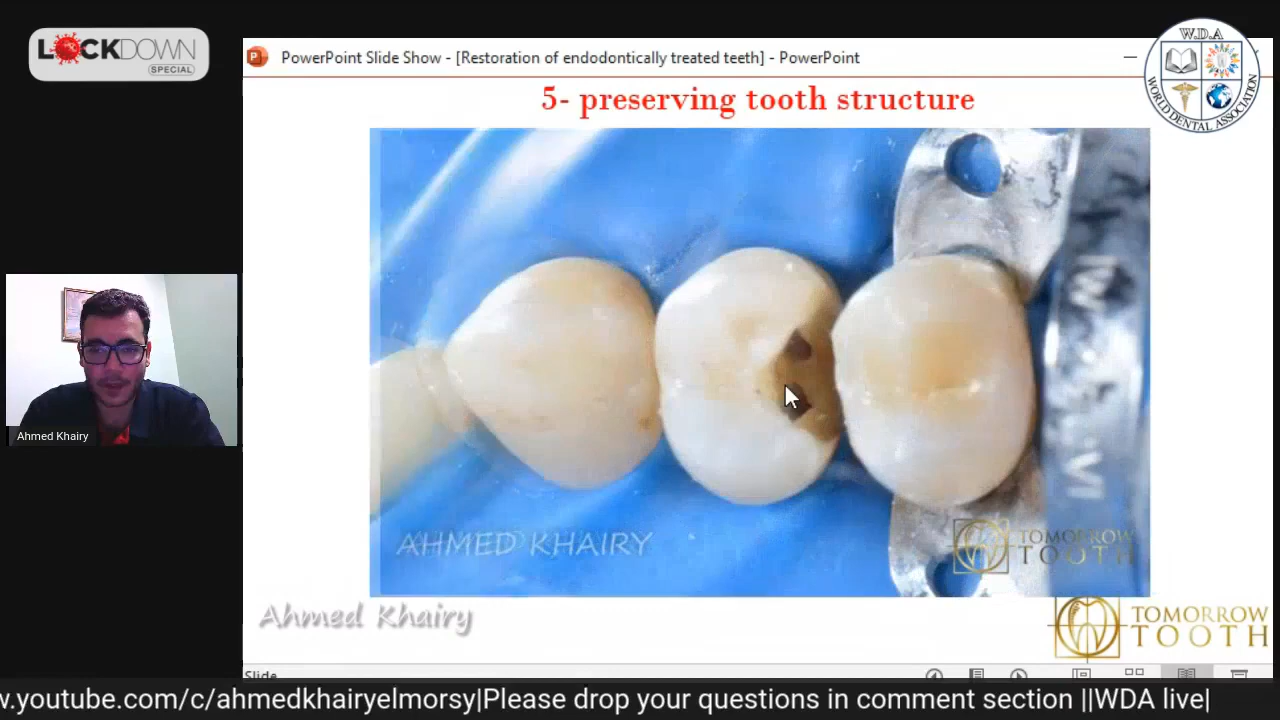 LOCKDOWN
SPECIAL
PowerPoint Slide Show - [Restoration of endodontically treated teeth] - PowerPoint
W.D.A
WORLD DENTAL ASSOCIATION
5- preserving tooth structure
Ahmed Khairy
AHMED KHAIRY
TOMORROW
TOOTH
Ahmed Khairy
TOMORROW
TOOTH
Slide
w.youtube.com/c/ahmedkhairyelmorsy|Please drop your questions in comment section ||WDA live|